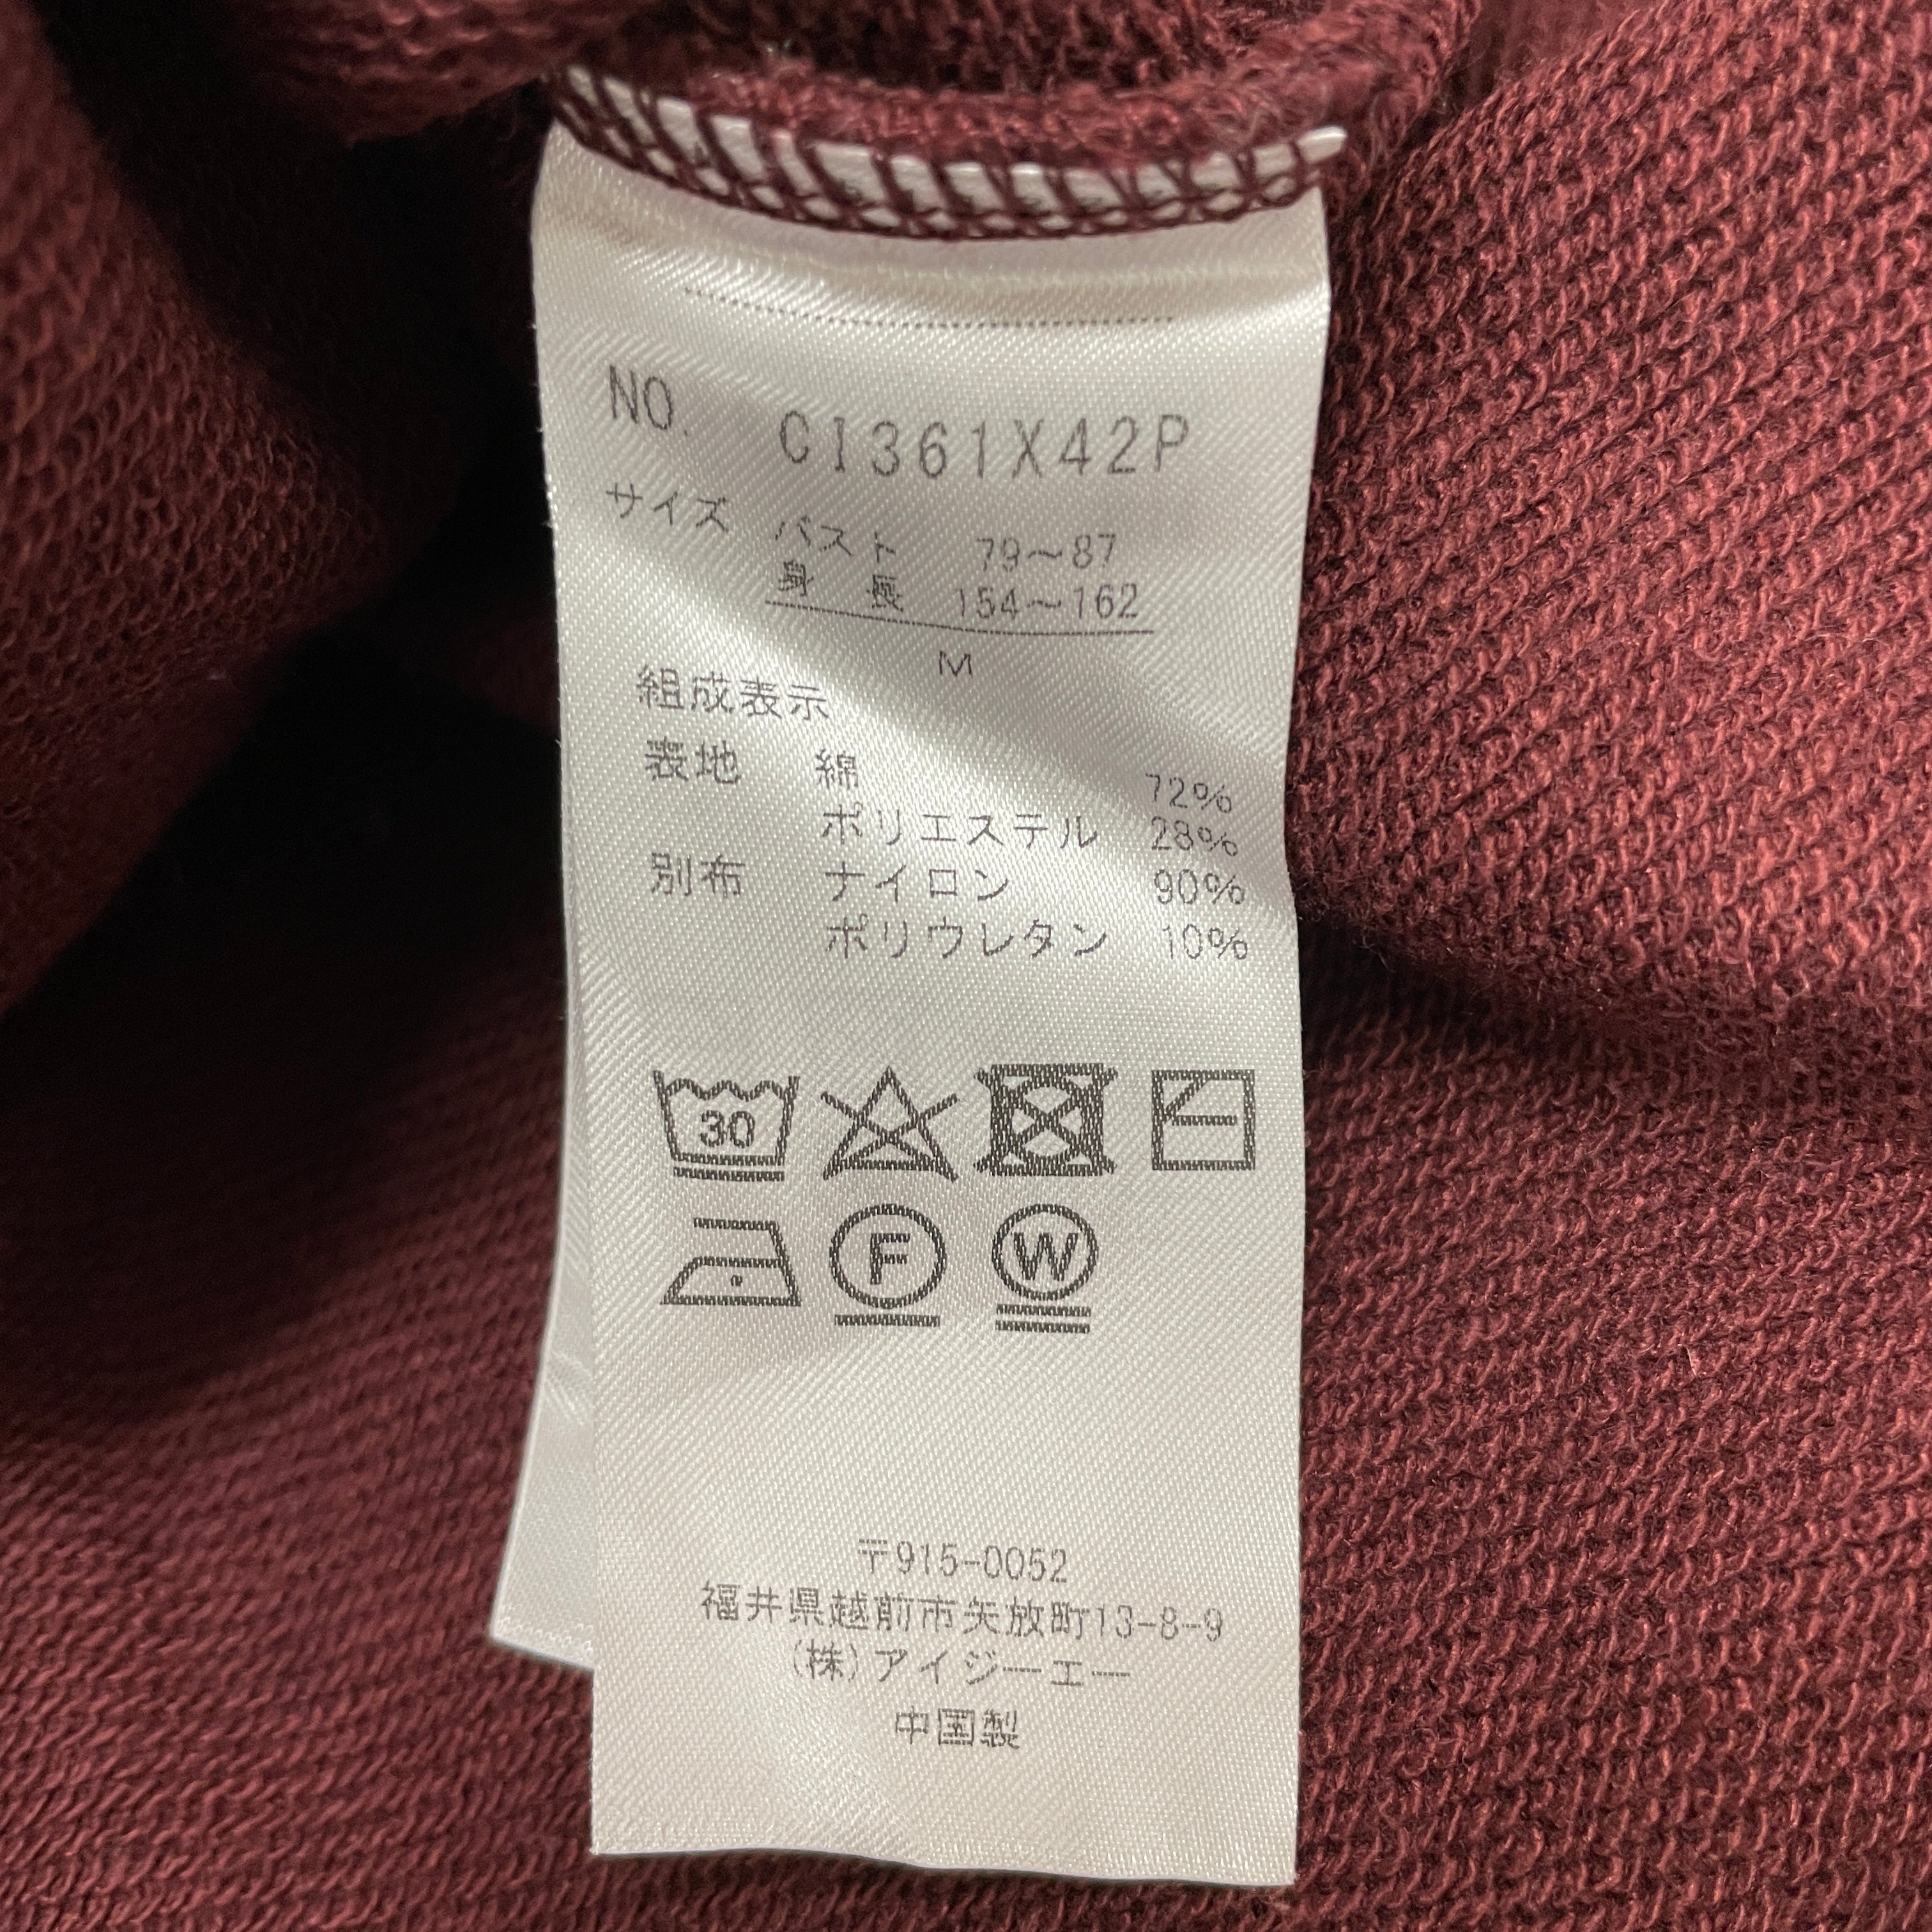 NO. CI361X42P
サイズ バスト 79～87
身長 154～162
M
組成表示
表地 綿 72%
ポリエステル 28%
別布 ナイロン 90%
ポリウレタン 10%
30
F W
〒915-0052
福井県越前市矢放町13-8-9
(株)アイジーエー
中国製